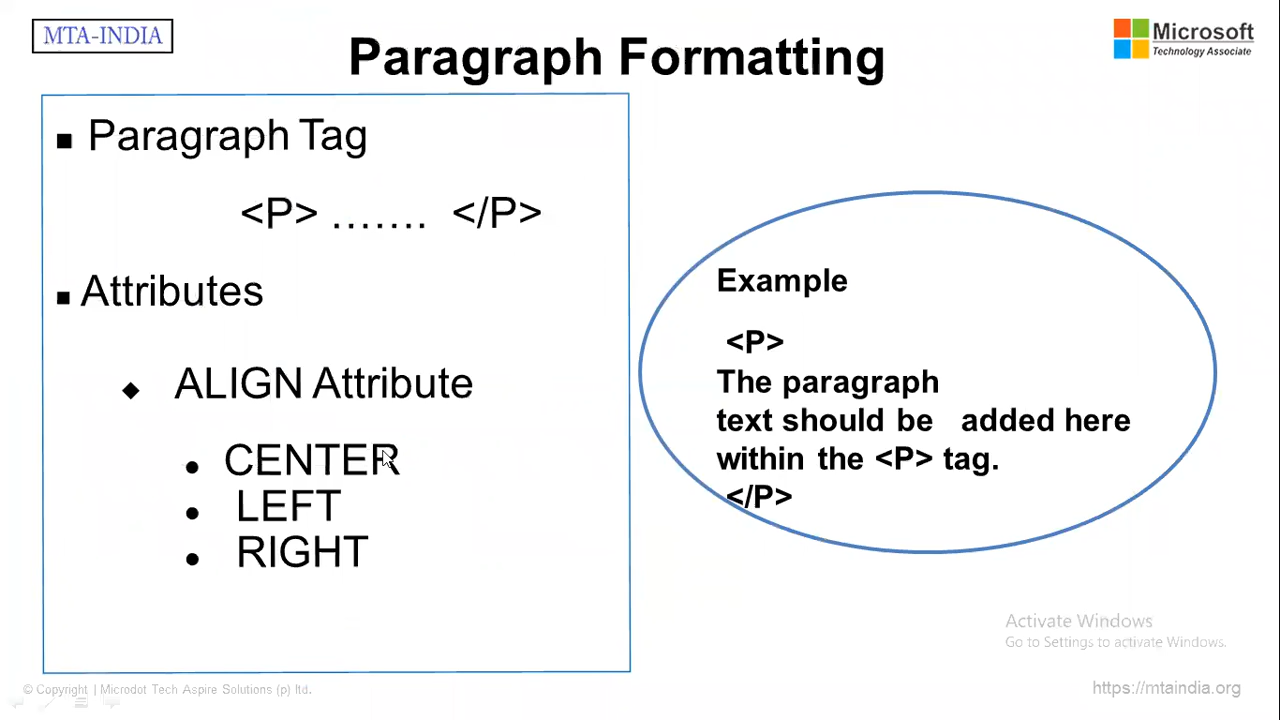 MTA-INDIA
Microsoft
Technology Associate
Paragraph Formatting
Paragraph Tag
<P> ....... </P>
Attributes
ALIGN Attribute
CENTER
LEFT
RIGHT
Example
<P>
The paragraph
text should be added here
within the <P> tag.
</P>
Activate Windows
Go to Settings to activate Windows.
© Copyright | Microdot Tech Aspire Solutions (p) ltd.
https://mtaindia.org